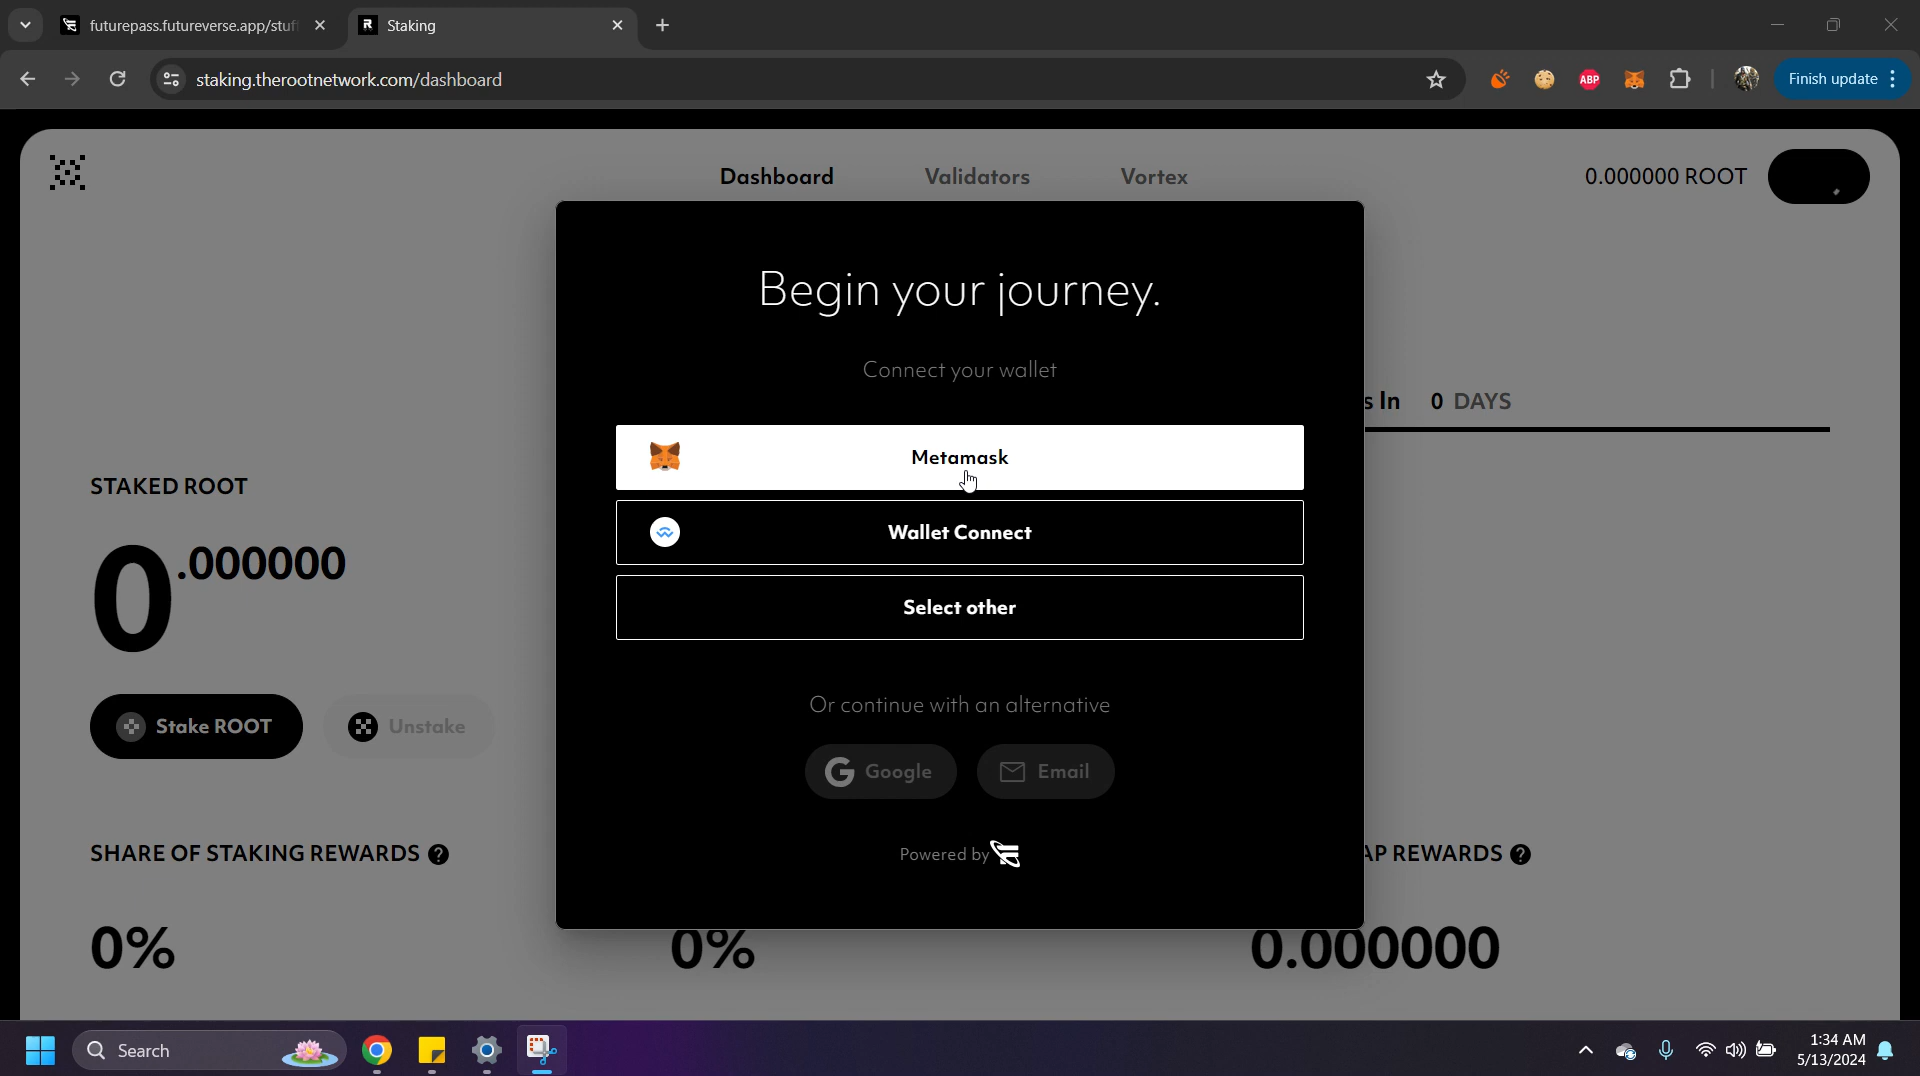 futurepass.futureverse.app/stuf
Staking
staking.therootnetwork.com/dashboard
ABP
Finish update
Dashboard
Validators
Vortex
0.000000 ROOT
Begin your journey.
Connect your wallet
s In 0 DAYS
Metamask
STAKED ROOT
Wallet Connect
0.000000
Select other
Or continue with an alternative
Stake ROOT
Unstake
Google
Email
SHARE OF STAKING REWARDS ?
Powered by
AP REWARDS ?
0%
0%
0.000000
Search
1:34 AM
5/13/2024